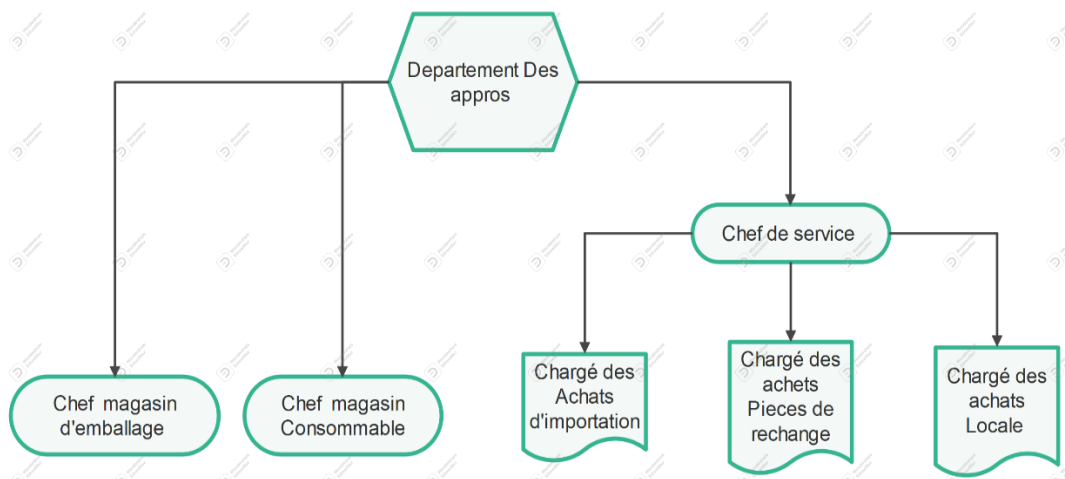 Departement Des
appros
Chef de service
Chef magasin
d'emballage
Chef magasin
Consommable
Chargé des
Achats
d'importation
Chargé des
achets
Pieces de
rechange
Chargé des
achats
Locale